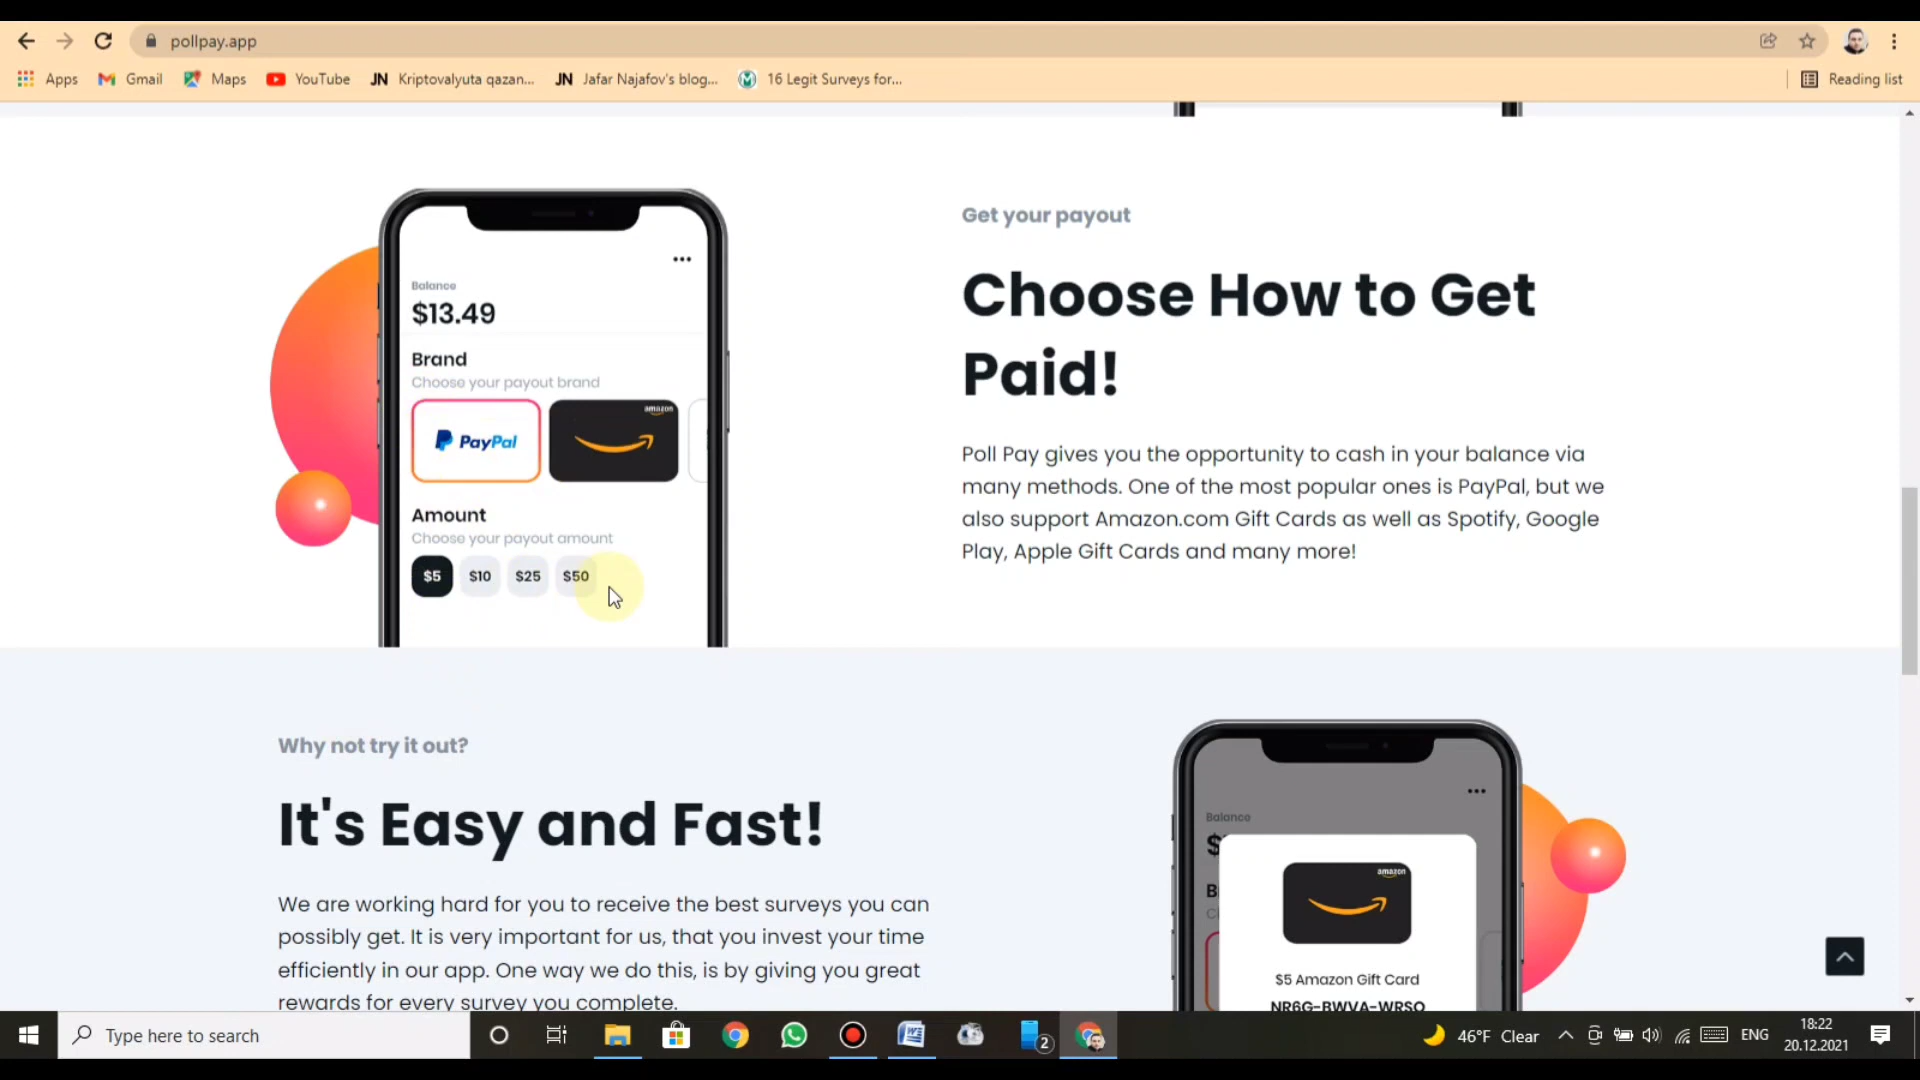 pollpay.app
Apps
Gmail
Maps
YouTube
JN Kriptovalyuta qazan...
JN Jafar Najafov's blog...
16 Legit Surveys for...
Reading list
Balance
$13.49
Brand
Choose your payout brand
PayPal
amazon
Amount
Choose your payout amount
$5 $10 $25 $50
Get your payout
Choose How to Get
Paid!
Poll Pay gives you the opportunity to cash in your balance via
many methods. One of the most popular ones is PayPal, but we
also support Amazon.com Gift Cards as well as Spotify, Google
Play, Apple Gift Cards and many more!
Why not try it out?
It's Easy and Fast!
We are working hard for you to receive the best surveys you can
possibly get. It is very important for us, that you invest your time
efficiently in our app. One way we do this, is by giving you great
rewards for every survey you complete.
Balance
$
B
amazon
$5 Amazon Gift Card
NR6G-BWVA-WRSO
Type here to search
2
46°F Clear
ENG
18:22
20.12.2021